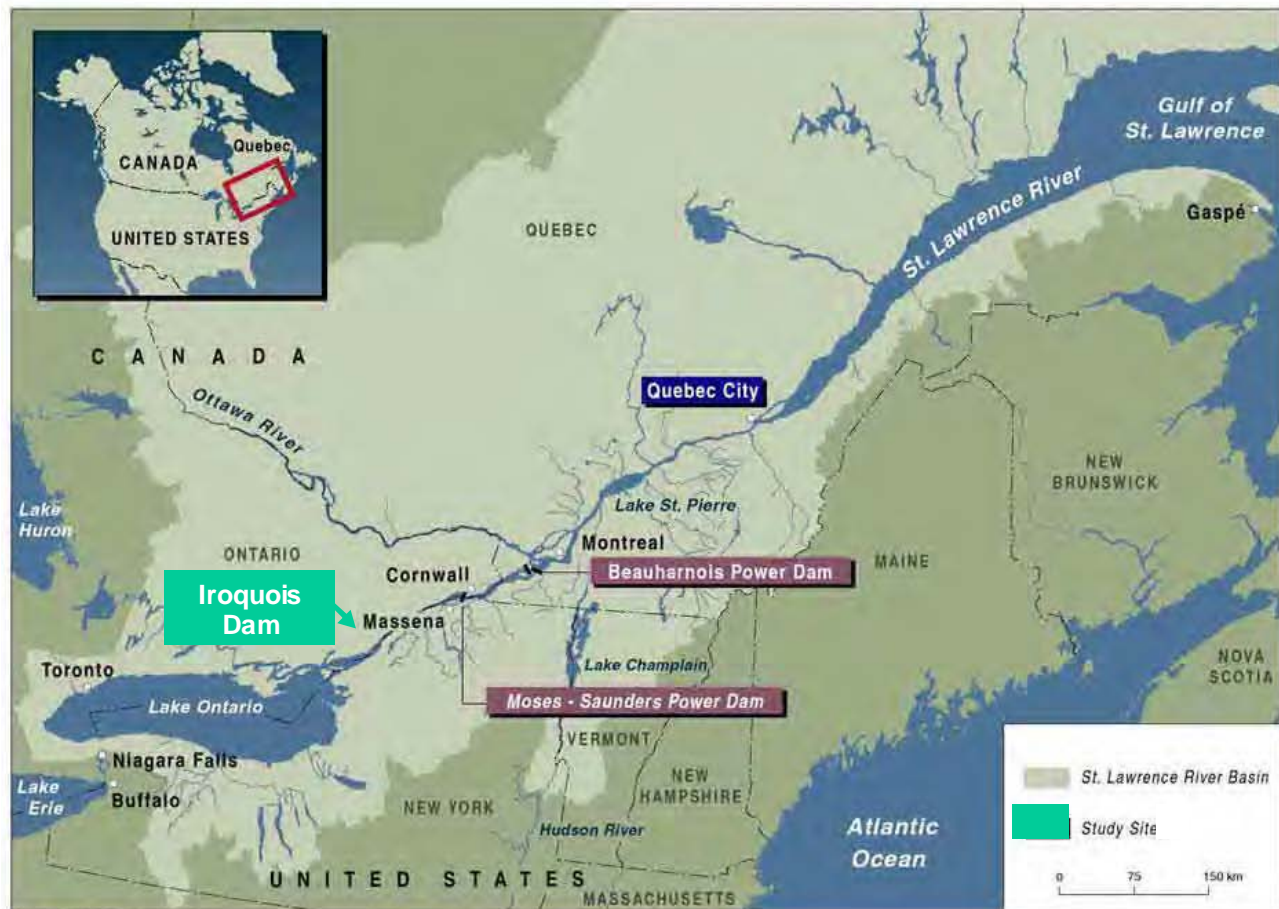 Gulf of
St. Lawrence
Quebec
CANADA
UNITED STATES
QUEBEC
St. Lawrence River
Gaspé
CANADA
Ottawa River
Quebec City
NEW
BRUNSWICK
Lake
Huron
Lake St. Pierre
ONTARIO
Montreal
Cornwall
Beauharnois Power Dam
MAINE
Iroquois
Dam
Massena
Lake Champlain
NOVA
SCOTIA
Toronto
Lake Ontario
Moses - Saunders Power Dam
VERMONT
Niagara Falls
Lake
Erie
Buffalo
NEW YORK
NEW
HAMPSHIRE
Hudson River
Atlantic
Ocean
UNITED STATES
MASSACHUSETTS
St. Lawrence River Basin
Study Site
0 75 150 km